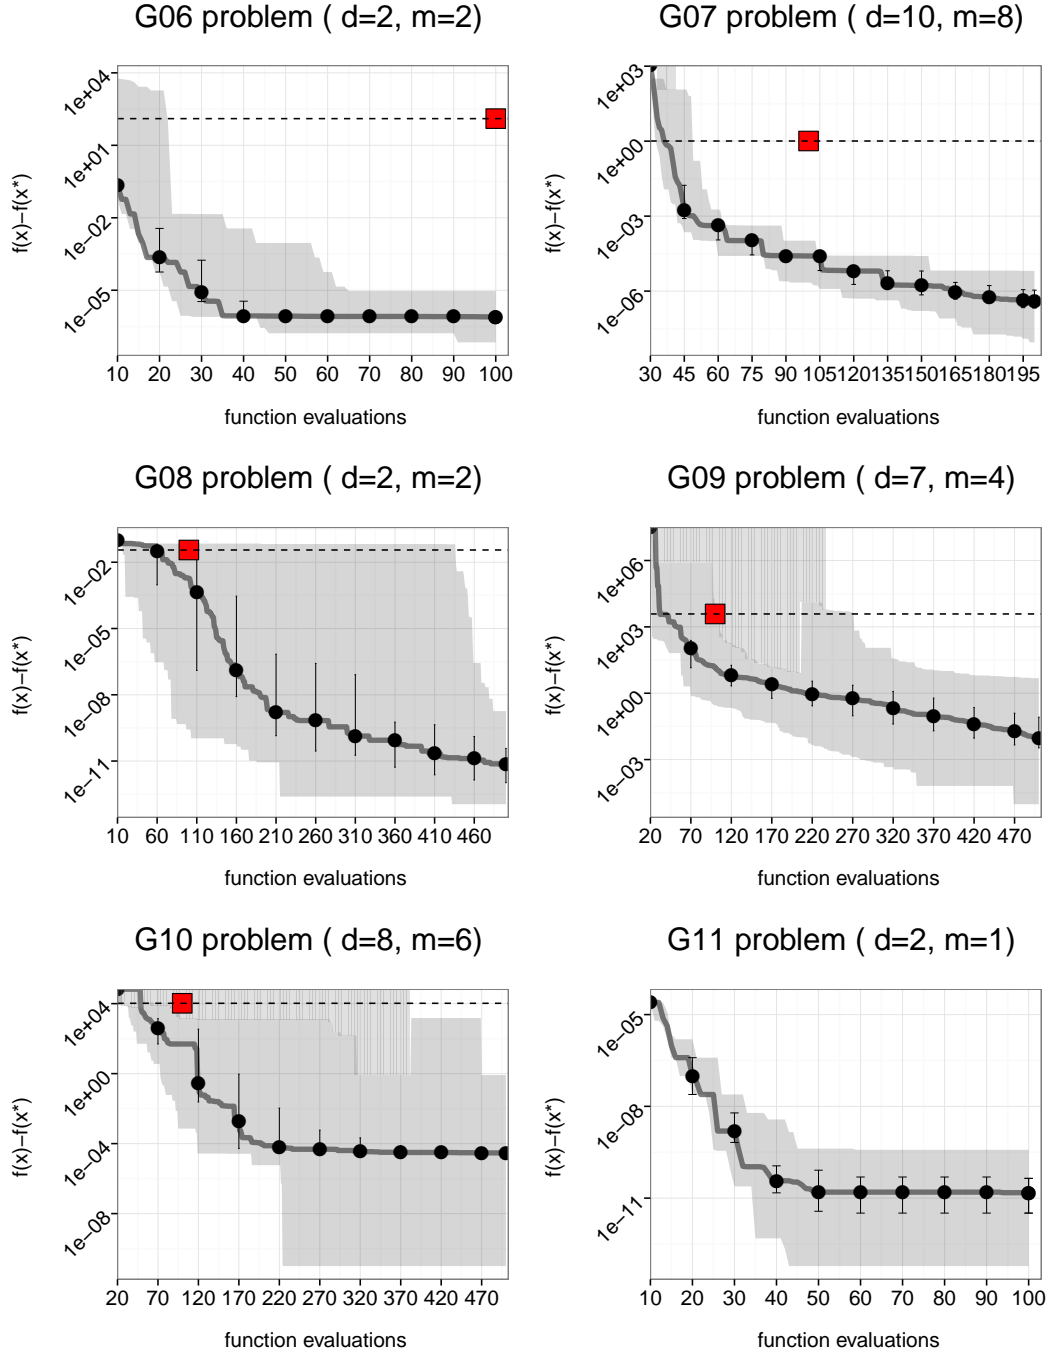 G06 problem ( d=2, m=2)
1e+04
1e+01
1e−02
1e−05
f(x)−f(x*)
10 20 30 40 50 60 70 80 90 100
function evaluations
G07 problem ( d=10, m=8)
1e+03
1e+00
1e−03
1e−06
f(x)−f(x*)
30 45 60 75 90 105 120 135 150 165 180 195
function evaluations
G08 problem ( d=2, m=2)
1e−02
1e−05
1e−08
1e−11
f(x)−f(x*)
10 60 110 160 210 260 310 360 410 460
function evaluations
G09 problem ( d=7, m=4)
1e+06
1e+03
1e+00
1e−03
f(x)−f(x*)
20 70 120 170 220 270 320 370 420 470
function evaluations
G10 problem ( d=8, m=6)
1e+04
1e+00
1e−04
1e−08
f(x)−f(x*)
20 70 120 170 220 270 320 370 420 470
function evaluations
G11 problem ( d=2, m=1)
1e−05
1e−08
1e−11
f(x)−f(x*)
10 20 30 40 50 60 70 80 90 100
function evaluations